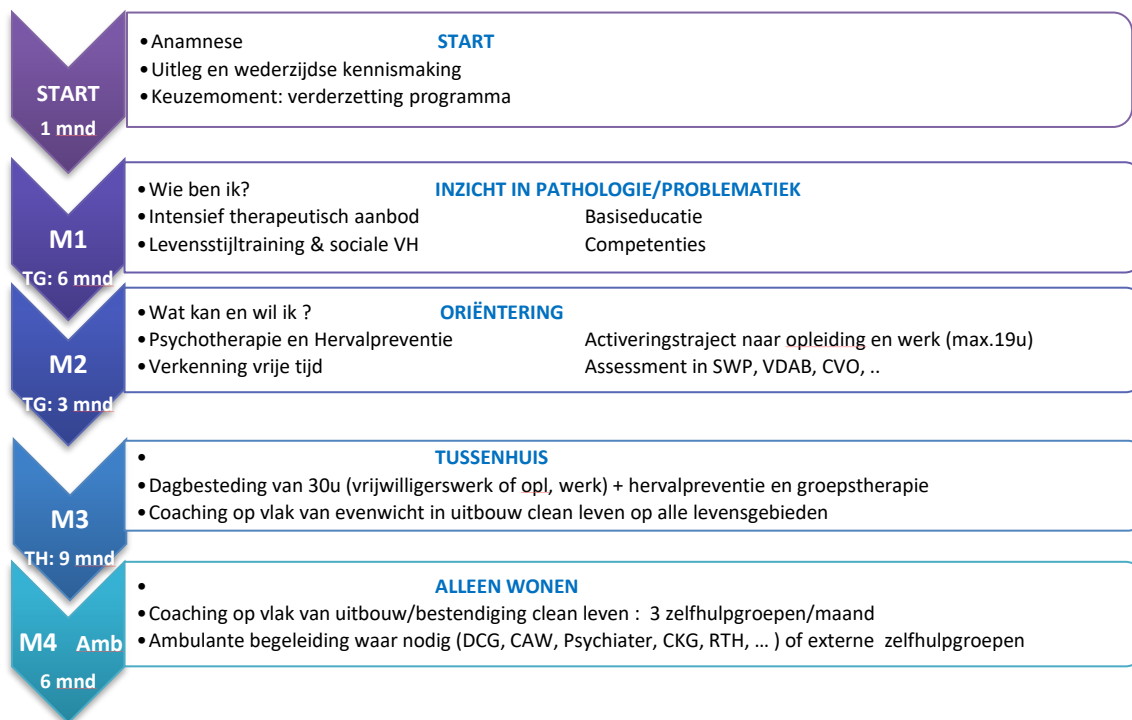 START
1 mnd
• Anamnese START
• Uitleg en wederzijdse kennismaking
• Keuzemoment: verderzetting programma
M1
TG: 6 mnd
• Wie ben ik? INZICHT IN PATHOLOGIE/PROBLEMATIEK
• Intensief therapeutisch aanbod Basiseducatie
• Levensstijltraining & sociale VH Competenties
M2
TG: 3 mnd
• Wat kan en wil ik ? ORIËNTERING
• Psychotherapie en Hervalpreventie Activeringstraject naar opleiding en werk (max.19u)
• Verkenning vrije tijd Assessment in SWP, VDAB, CVO, ..
M3
TH: 9 mnd
• TUSSENHUIS
• Dagbesteding van 30u (vrijwilligerswerk of opl, werk) + hervalpreventie en groepstherapie
• Coaching op vlak van evenwicht in uitbouw clean leven op alle levensgebieden
M4 Amb
6 mnd
• ALLEEN WONEN
• Coaching op vlak van uitbouw/bestendiging clean leven : 3 zelfhulpgroepen/maand
• Ambulante begeleiding waar nodig (DCG, CAW, Psychiater, CKG, RTH, … ) of externe zelfhulpgroepen